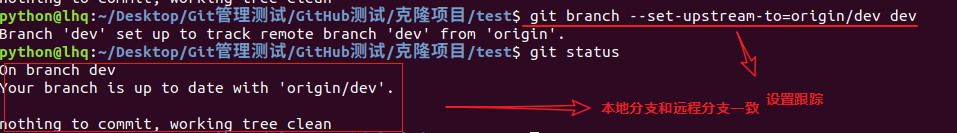 nothing to commit, working tree clean
python@lhq:~/Desktop/Git管理测试/GitHub测试/克隆项目/test$ git branch --set-upstream-to=origin/dev dev
Branch 'dev' set up to track remote branch 'dev' from 'origin'.
python@lhq:~/Desktop/Git管理测试/GitHub测试/克隆项目/test$ git status
On branch dev
Your branch is up to date with 'origin/dev'.
设置跟踪
本地分支和远程分支一致
nothing to commit, working tree clean